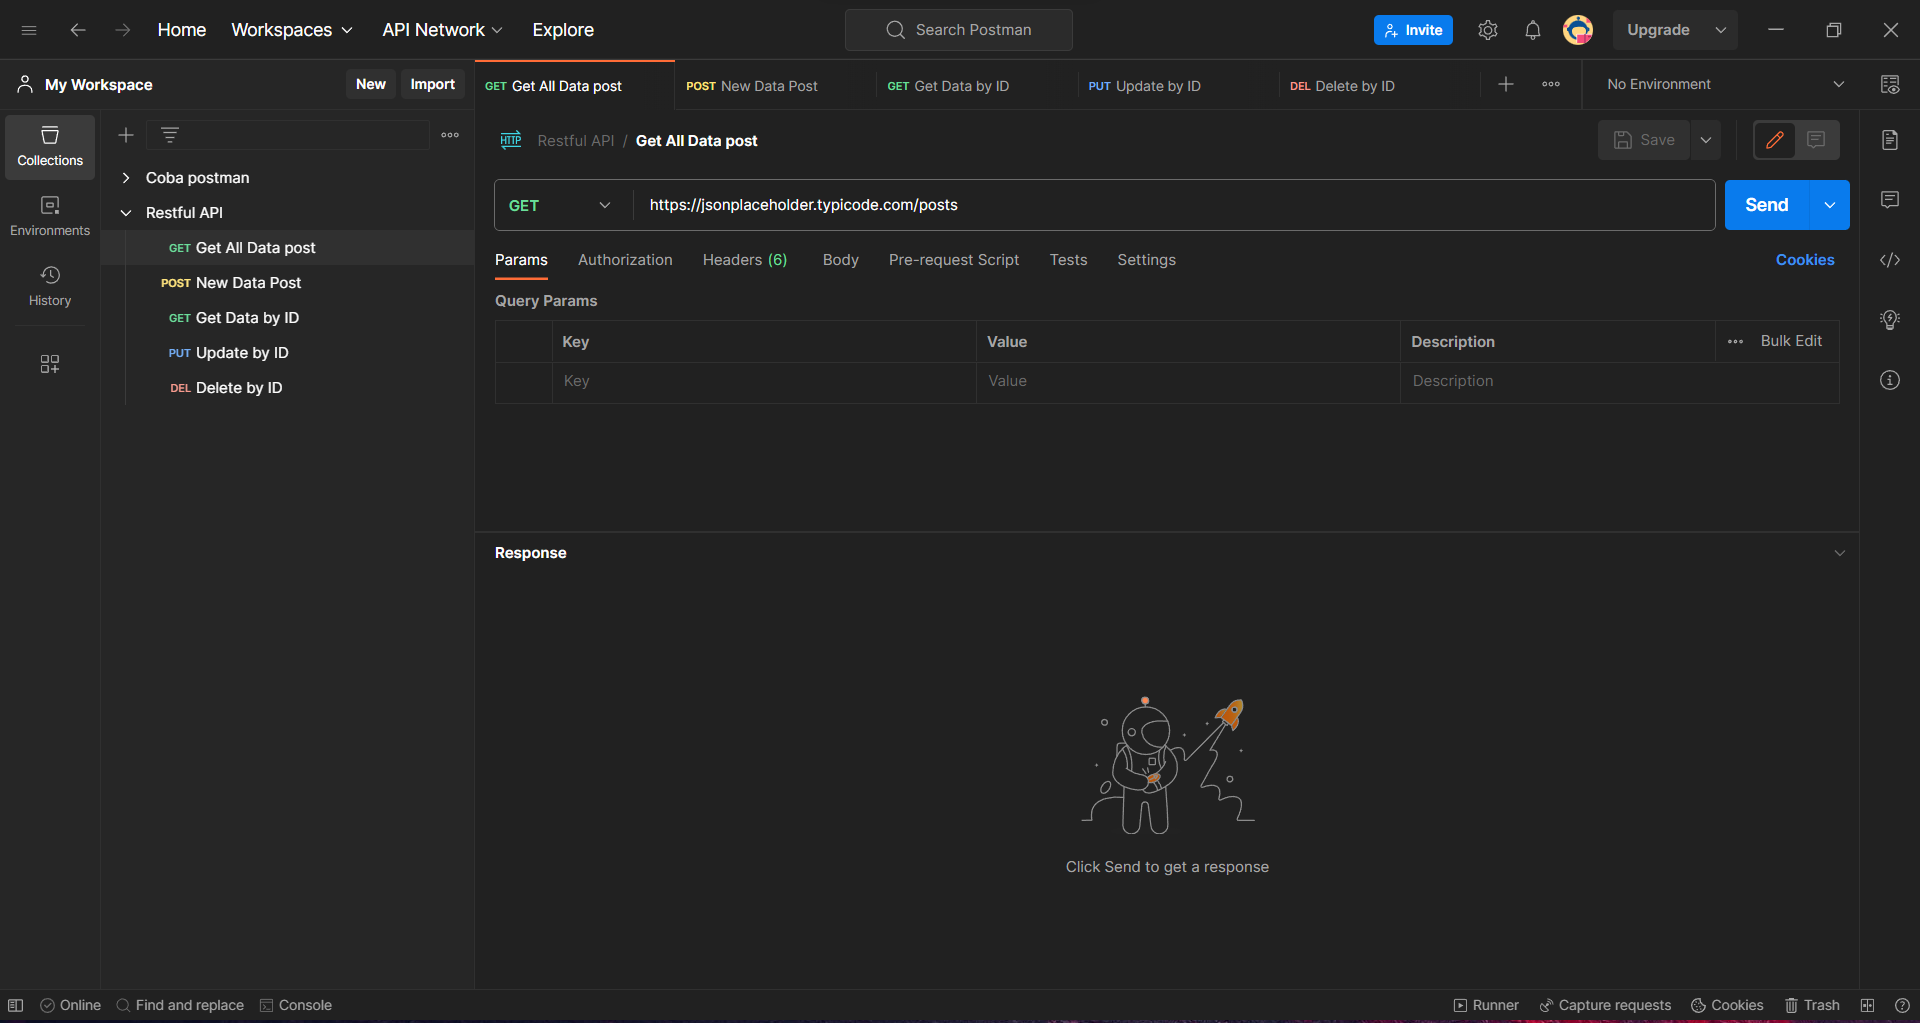 Home Workspaces API Network Explore Search Postman Invite Upgrade
My Workspace New Import GET Get All Data post POST New Data Post GET Get Data by ID PUT Update by ID DEL Delete by ID No Environment
Collections
Environments
History
Coba postman
Restful API
GET Get All Data post
POST New Data Post
GET Get Data by ID
PUT Update by ID
DEL Delete by ID
HTTP Restful API / Get All Data post Save
GET https://jsonplaceholder.typicode.com/posts Send
Params Authorization Headers (6) Body Pre-request Script Tests Settings Cookies
Query Params
Key Value Description Bulk Edit
Key Value Description
Response
Click Send to get a response
Online Find and replace Console Runner Capture requests Cookies Trash